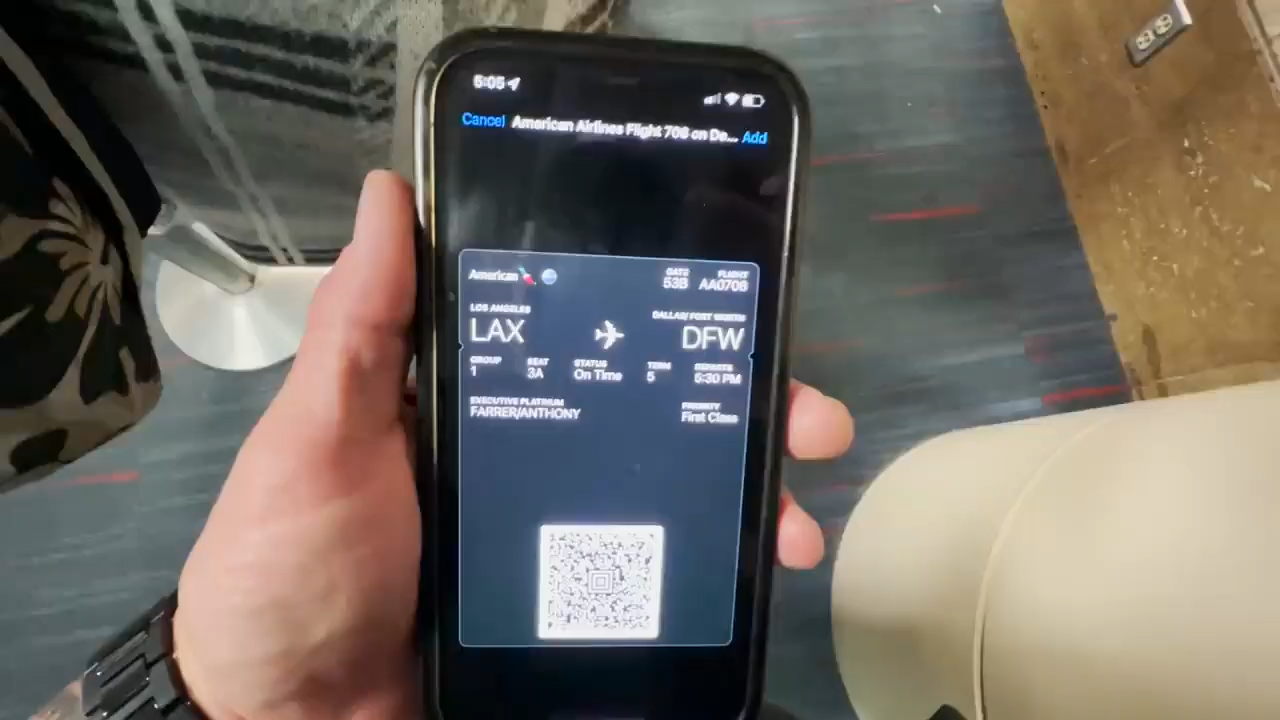 5:05
Cancel American Airlines Flight 708 on De... Add
American
GATE FLIGHT
53B AA0708
LOS ANGELES DALLAS/ FORT WORTH
LAX DFW
GROUP SEAT STATUS TERM DEPARTS
1 3A On Time 5 5:30 PM
EXECUTIVE PLATINUM PRIORITY
FARRER/ANTHONY First Class